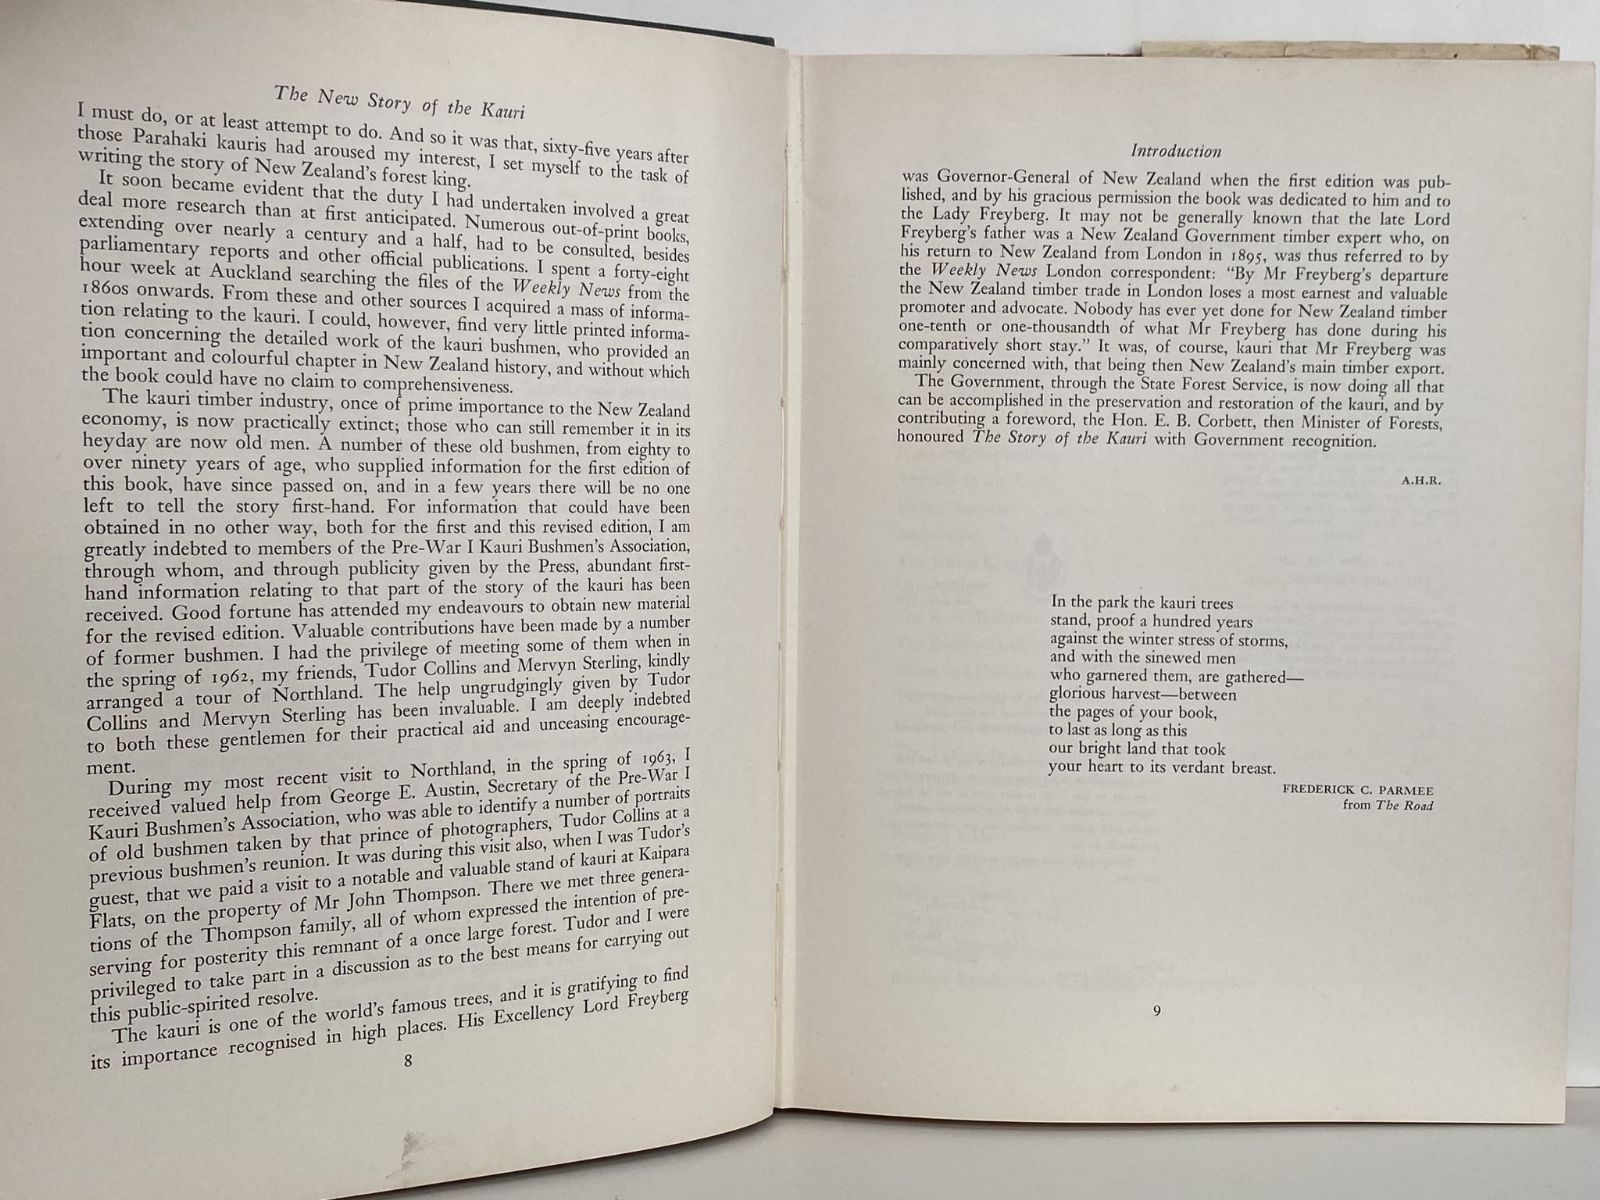 The New Story of the Kauri
I must do, or at least attempt to do. And so it was that, sixty-five years after
those Parahaki kauris had aroused my interest, I set myself to the task of
writing the story of New Zealand's forest king.
It soon became evident that the duty I had undertaken involved a great
deal more research than at first anticipated. Numerous out-of-print books,
extending over nearly a century and a half, had to be consulted, besides
parliamentary reports and other official publications. I spent a forty-eight
hour week at Auckland searching the files of the Weekly News from the
1860s onwards. From these and other sources I acquired a mass of informa-
tion relating to the kauri. I could, however, find very little printed informa-
tion concerning the detailed work of the kauri bushmen, who provided an
important and colourful chapter in New Zealand history, and without which
the book could have no claim to comprehensiveness.
The kauri timber industry, once of prime importance to the New Zealand
economy, is now practically extinct; those who can still remember it in its
heyday are now old men. A number of these old bushmen, from eighty to
over ninety years of age, who supplied information for the first edition of
this book, have since passed on, and in a few years there will be no one
left to tell the story first-hand. For information that could have been
obtained in no other way, both for the first and this revised edition, I am
greatly indebted to members of the Pre-War I Kauri Bushmen's Association,
through whom, and through publicity given by the Press, abundant first-
hand information relating to that part of the story of the kauri has been
received. Good fortune has attended my endeavours to obtain new material
for the revised edition. Valuable contributions have been made by a number
of former bushmen. I had the privilege of meeting some of them when in
the spring of 1962, my friends, Tudor Collins and Mervyn Sterling, kindly
arranged a tour of Northland. The help ungrudgingly given by Tudor
Collins and Mervyn Sterling has been invaluable. I am deeply indebted
to both these gentlemen for their practical aid and unceasing encourage-
ment.
During my most recent visit to Northland, in the spring of 1963, I
received valued help from George E. Austin, Secretary of the Pre-War I
Kauri Bushmen's Association, who was able to identify a number of portraits
of old bushmen taken by that prince of photographers, Tudor Collins at a
previous bushmen's reunion. It was during this visit also, when I was Tudor's
guest, that we paid a visit to a notable and valuable stand of kauri at Kaipara
Flats, on the property of Mr John Thompson. There we met three genera-
tions of the Thompson family, all of whom expressed the intention of pre-
serving for posterity this remnant of a once large forest. Tudor and I were
privileged to take part in a discussion as to the best means for carrying out
this public-spirited resolve.
The kauri is one of the world's famous trees, and it is gratifying to find
its importance recognised in high places. His Excellency Lord Freyberg
8
Introduction
was Governor-General of New Zealand when the first edition was pub-
lished, and by his gracious permission the book was dedicated to him and to
the Lady Freyberg. It may not be generally known that the late Lord
Freyberg's father was a New Zealand Government timber expert who, on
his return to New Zealand from London in 1895, was thus referred to by
the Weekly News London correspondent: "By Mr Freyberg's departure
the New Zealand timber trade in London loses a most earnest and valuable
promoter and advocate. Nobody has ever yet done for New Zealand timber
one-tenth or one-thousandth of what Mr Freyberg has done during his
comparatively short stay." It was, of course, kauri that Mr Freyberg was
mainly concerned with, that being then New Zealand's main timber export.
The Government, through the State Forest Service, is now doing all that
can be accomplished in the preservation and restoration of the kauri, and by
contributing a foreword, the Hon. E. B. Corbett, then Minister of Forests,
honoured The Story of the Kauri with Government recognition.
A.H.R.
In the park the kauri trees
stand, proof a hundred years
against the winter stress of storms,
and with the sinewed men
who garnered them, are gathered—
glorious harvest—between
the pages of your book,
to last as long as this
our bright land that took
your heart to its verdant breast.
FREDERICK C. PARMEE
from The Road
9